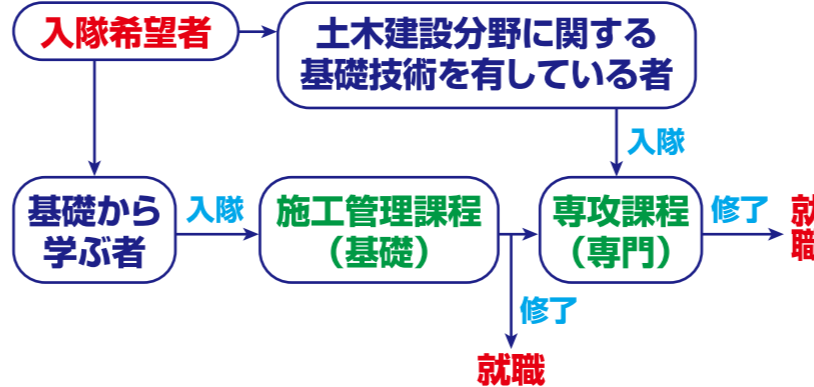 入隊希望者
土木建設分野に関する
基礎技術を有している者
入隊
基礎から
学ぶ者
入隊
施工管理課程
（基礎）
専攻課程
（専門）
修了
就
職
修了
就職